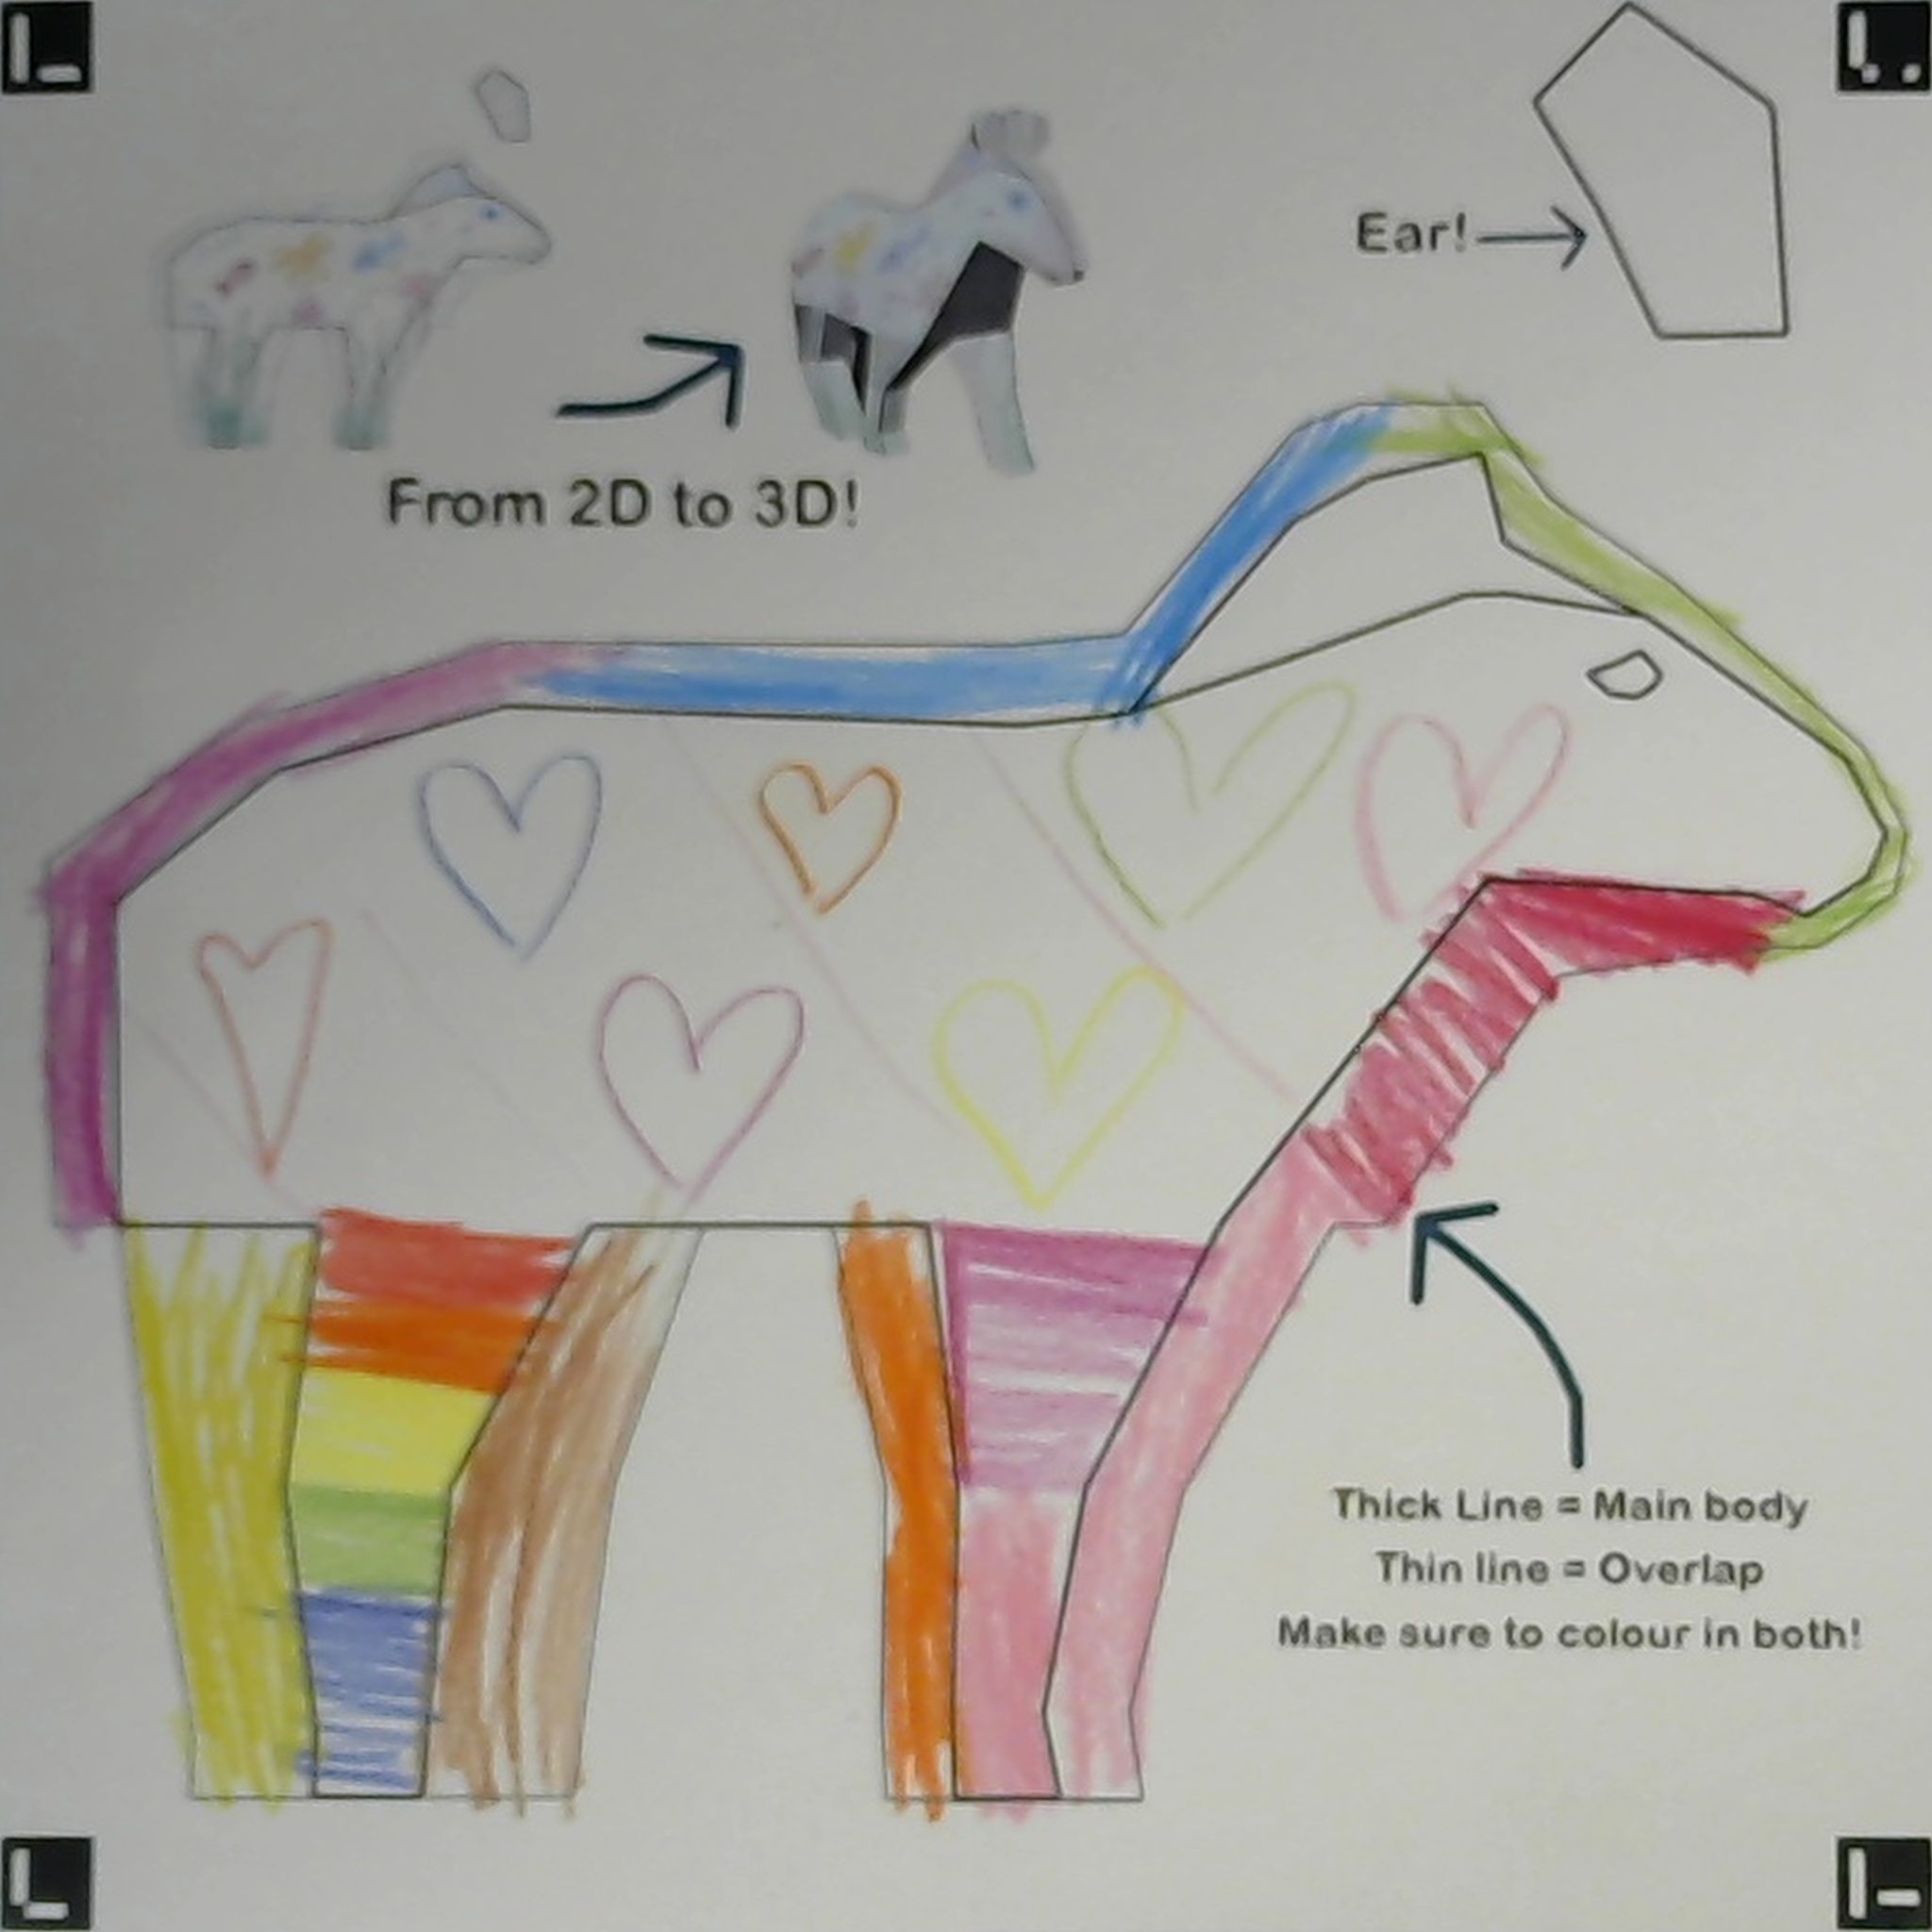 Ear!
From 2D to 3D!
Thick Line = Main body
Thin line = Overlap
Make sure to colour in both!